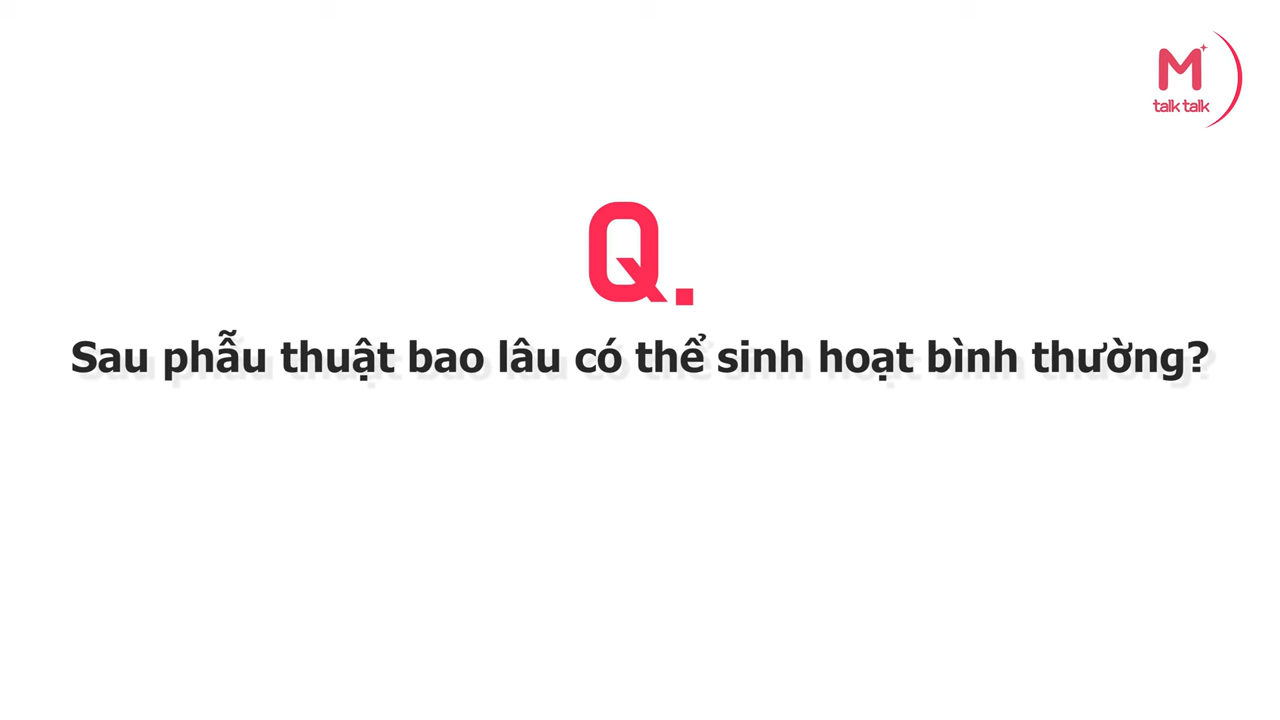 M
talk talk
Q.
Sau phẫu thuật bao lâu có thể sinh hoạt bình thường?